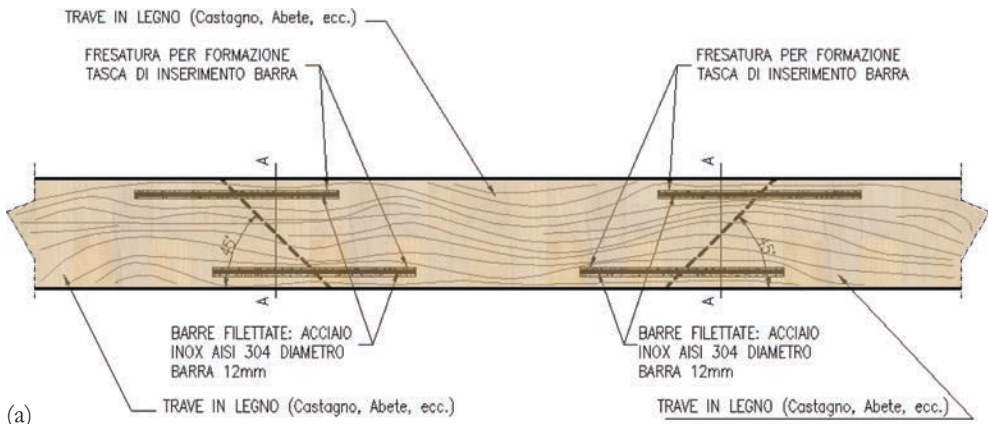 TRAVE IN LEGNO (Castagno, Abete, ecc.)
FRESATURA PER FORMAZIONE
TASCA DI INSERIMENTO BARRA
FRESATURA PER FORMAZIONE
TASCA DI INSERIMENTO BARRA
A
A
45°
45°
A
A
BARRE FILETTATE: ACCIAIO
INOX AISI 304 DIAMETRO
BARRA 12mm
BARRE FILETTATE: ACCIAIO
INOX AISI 304 DIAMETRO
BARRA 12mm
(a)
TRAVE IN LEGNO (Castagno, Abete, ecc.)
TRAVE IN LEGNO (Castagno, Abete, ecc.)